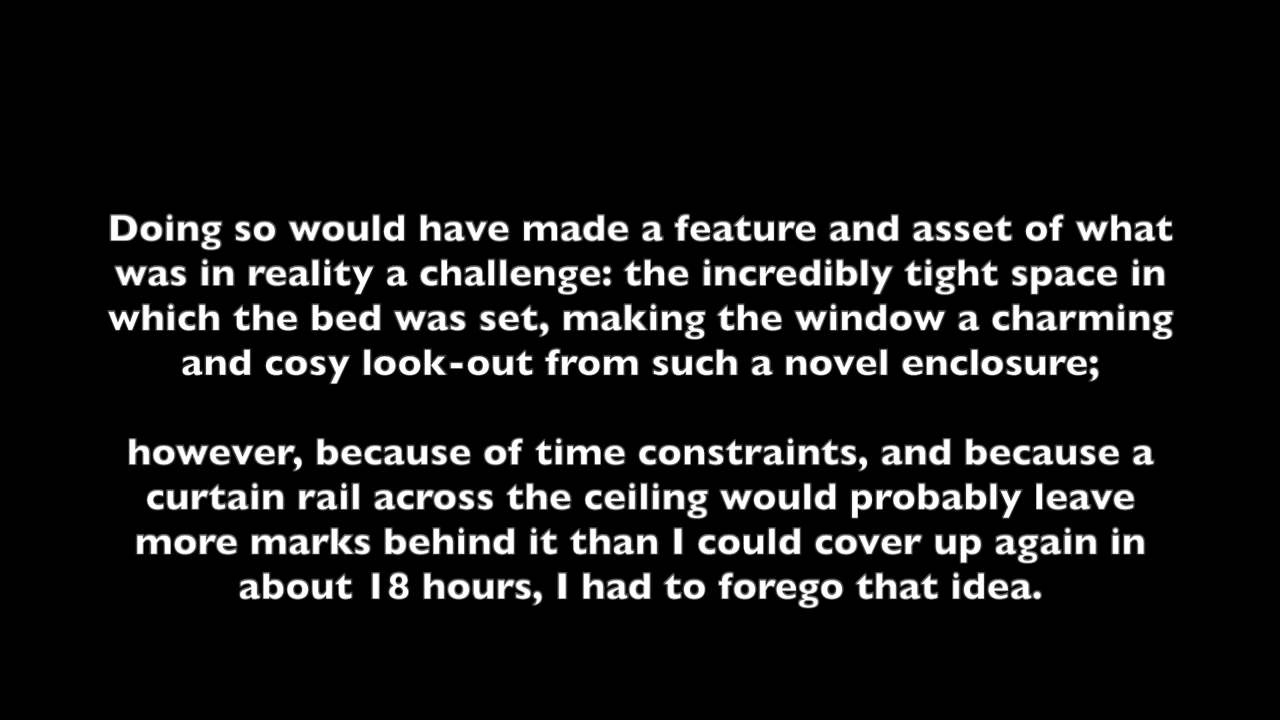 Doing so would have made a feature and asset of what
was in reality a challenge: the incredibly tight space in
which the bed was set, making the window a charming
and cosy look-out from such a novel enclosure;
however, because of time constraints, and because a
curtain rail across the ceiling would probably leave
more marks behind it than I could cover up again in
about 18 hours, I had to forego that idea.